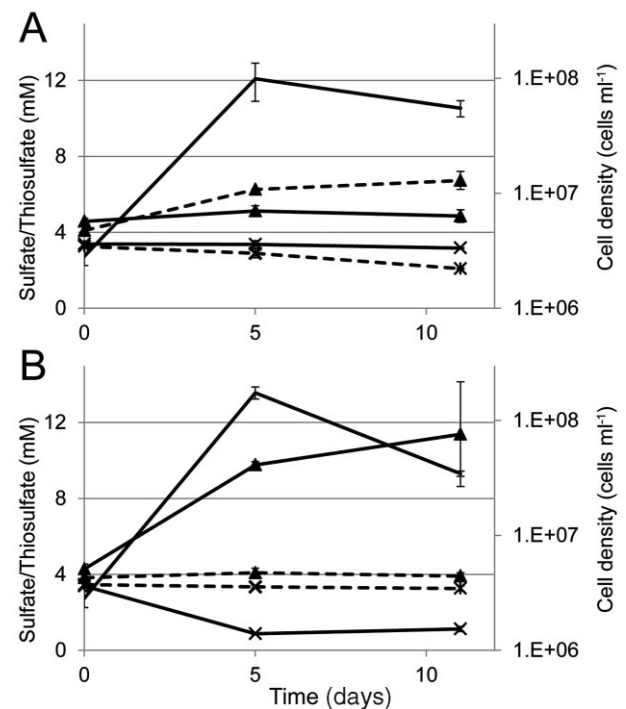 A
Sulfate/Thiosulfate (mM)
12
8
4
0
0
5
10
1.E+08
1.E+07
1.E+06
Cell density (cells ml-1)
B
Sulfate/Thiosulfate (mM)
12
8
4
0
0
5
10
1.E+08
1.E+07
1.E+06
Cell density (cells ml-1)
Time (days)